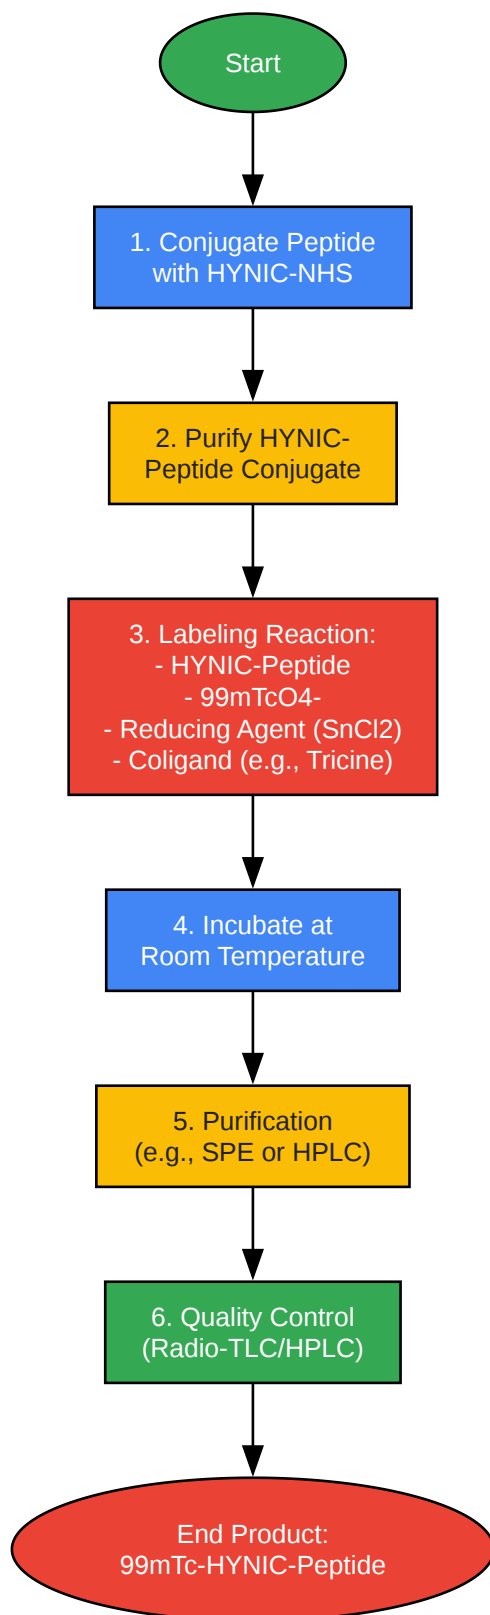 Start
1. Conjugate Peptide
with HYNIC-NHS
2. Purify HYNIC-
Peptide Conjugate
3. Labeling Reaction:
- HYNIC-Peptide
- 99mTcO4-
- Reducing Agent (SnCl2)
- Coligand (e.g., Tricine)
4. Incubate at
Room Temperature
5. Purification
(e.g., SPE or HPLC)
6. Quality Control
(Radio-TLC/HPLC)
End Product:
99mTc-HYNIC-Peptide